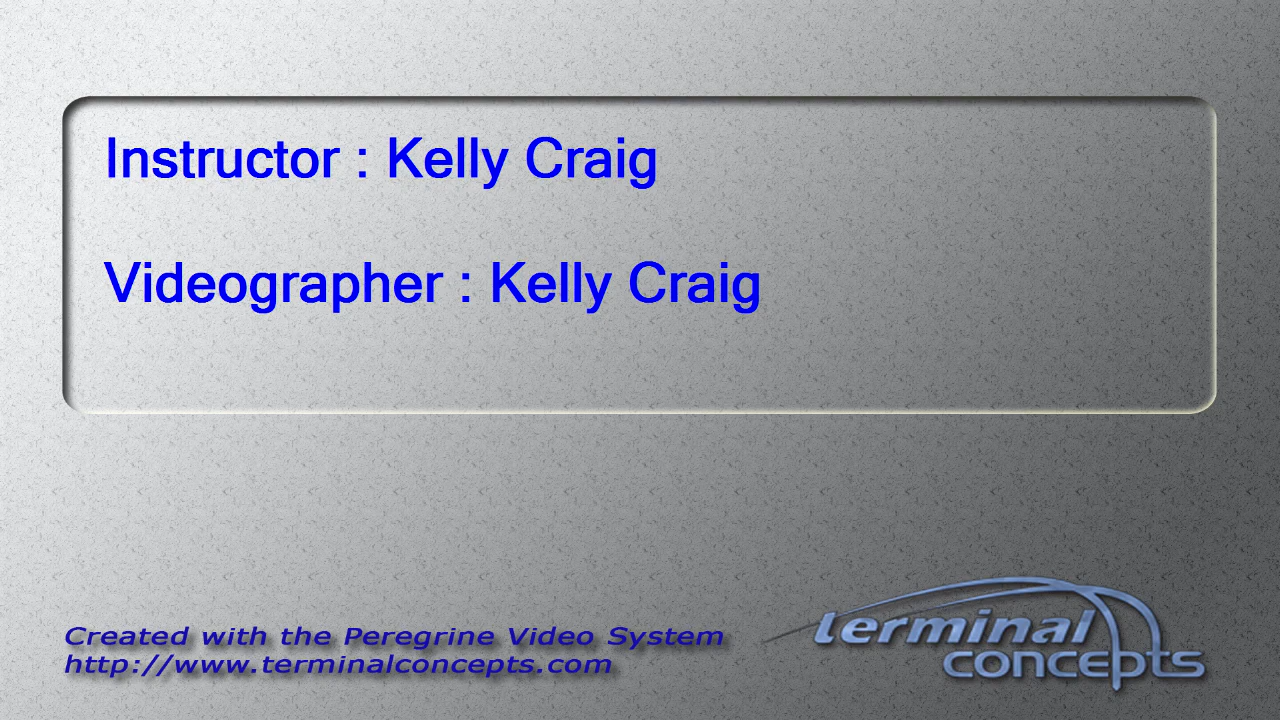 Instructor : Kelly Craig
Videographer : Kelly Craig
Created with the Peregrine Video System
http://www.terminalconcepts.com
terminal
concepts